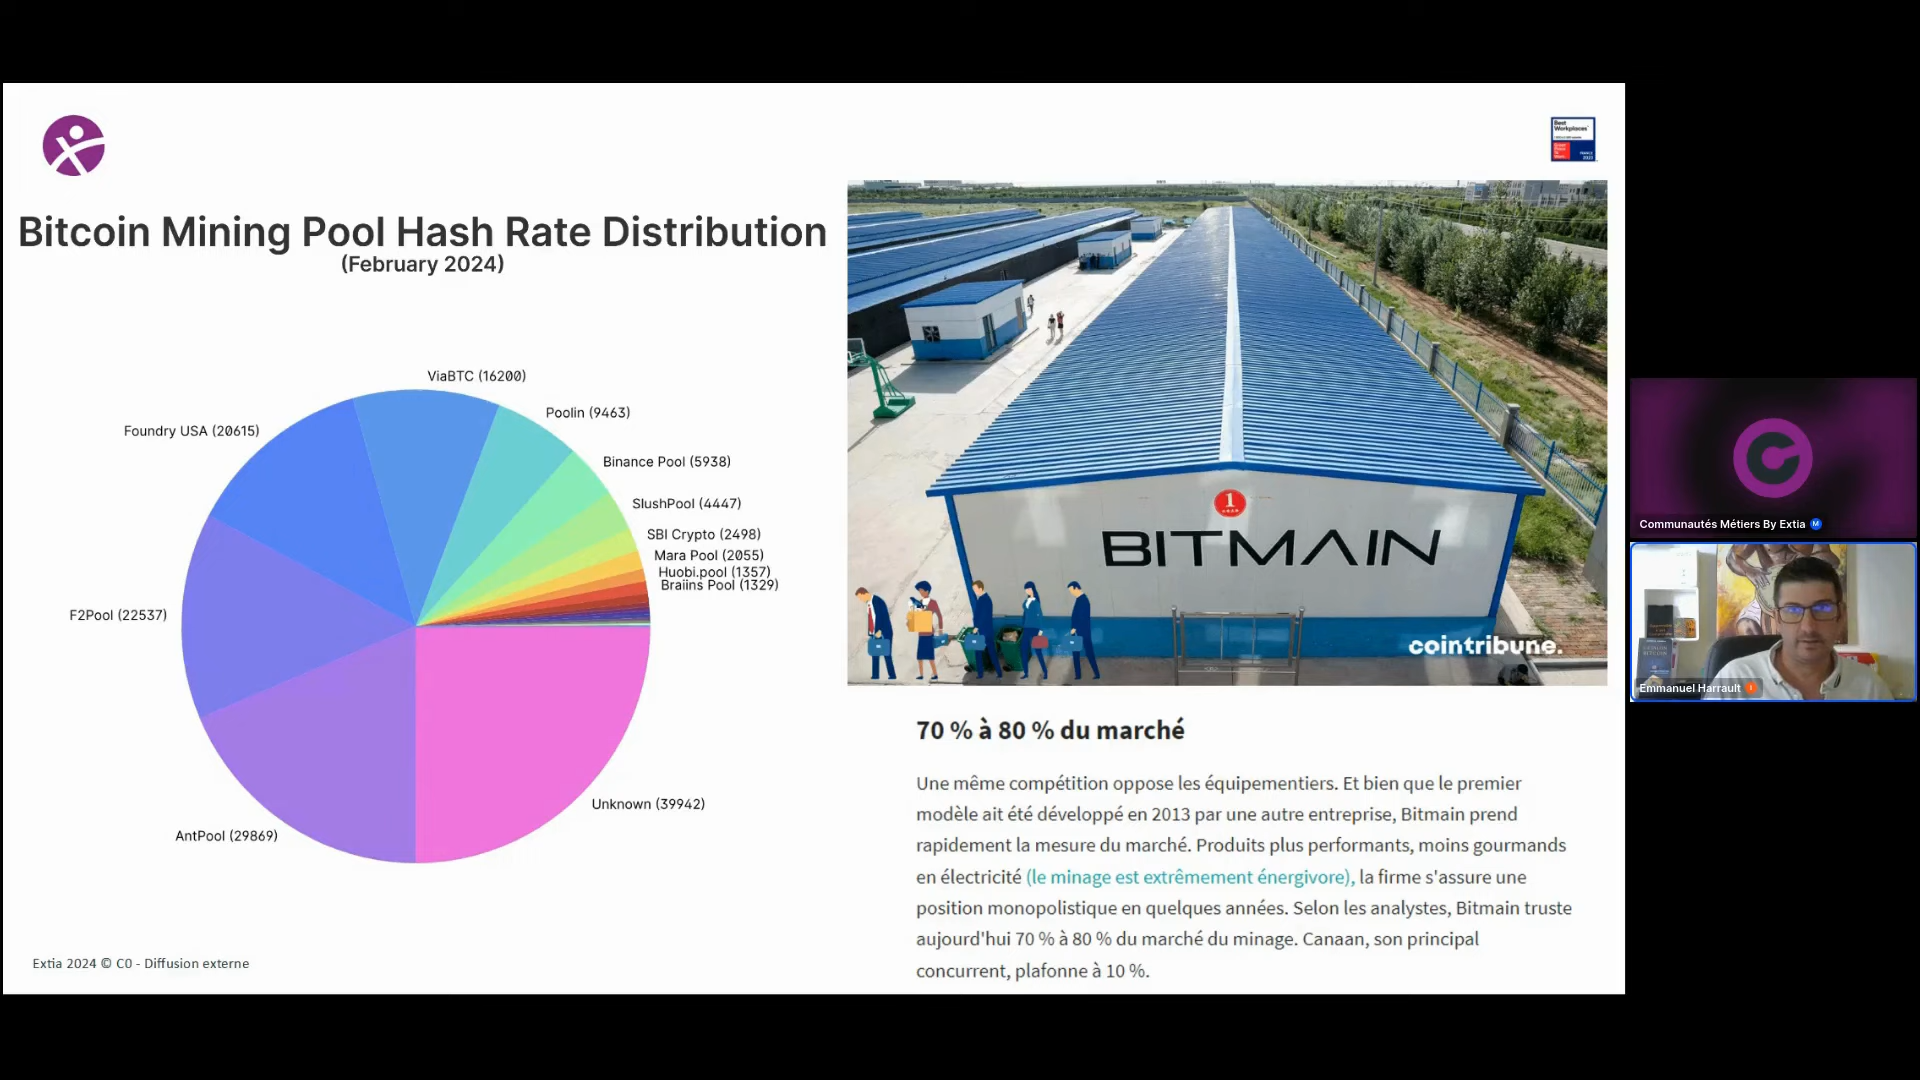 Best
Workplaces
FRANCE
2023
Bitcoin Mining Pool Hash Rate Distribution
(February 2024)
ViaBTC (16200)
Poolin (9463)
Foundry USA (20615)
Binance Pool (5938)
SlushPool (4447)
SBI Crypto (2498)
Mara Pool (2055)
Huobi.pool (1357)
Braiins Pool (1329)
F2Pool (22537)
Unknown (39942)
AntPool (29869)
1
BITMAIN
cointribune.
70 % à 80 % du marché
Une même compétition oppose les équipementiers. Et bien que le premier
modèle ait été développé en 2013 par une autre entreprise, Bitmain prend
rapidement la mesure du marché. Produits plus performants, moins gourmands
en électricité (le minage est extrêmement énergivore), la firme s'assure une
position monopolistique en quelques années. Selon les analystes, Bitmain truste
aujourd'hui 70 % à 80 % du marché du minage. Canaan, son principal
concurrent, plafonne à 10 %.
Extia 2024 © C0 - Diffusion externe
Communautés Métiers By Extia
Emmanuel Harrault